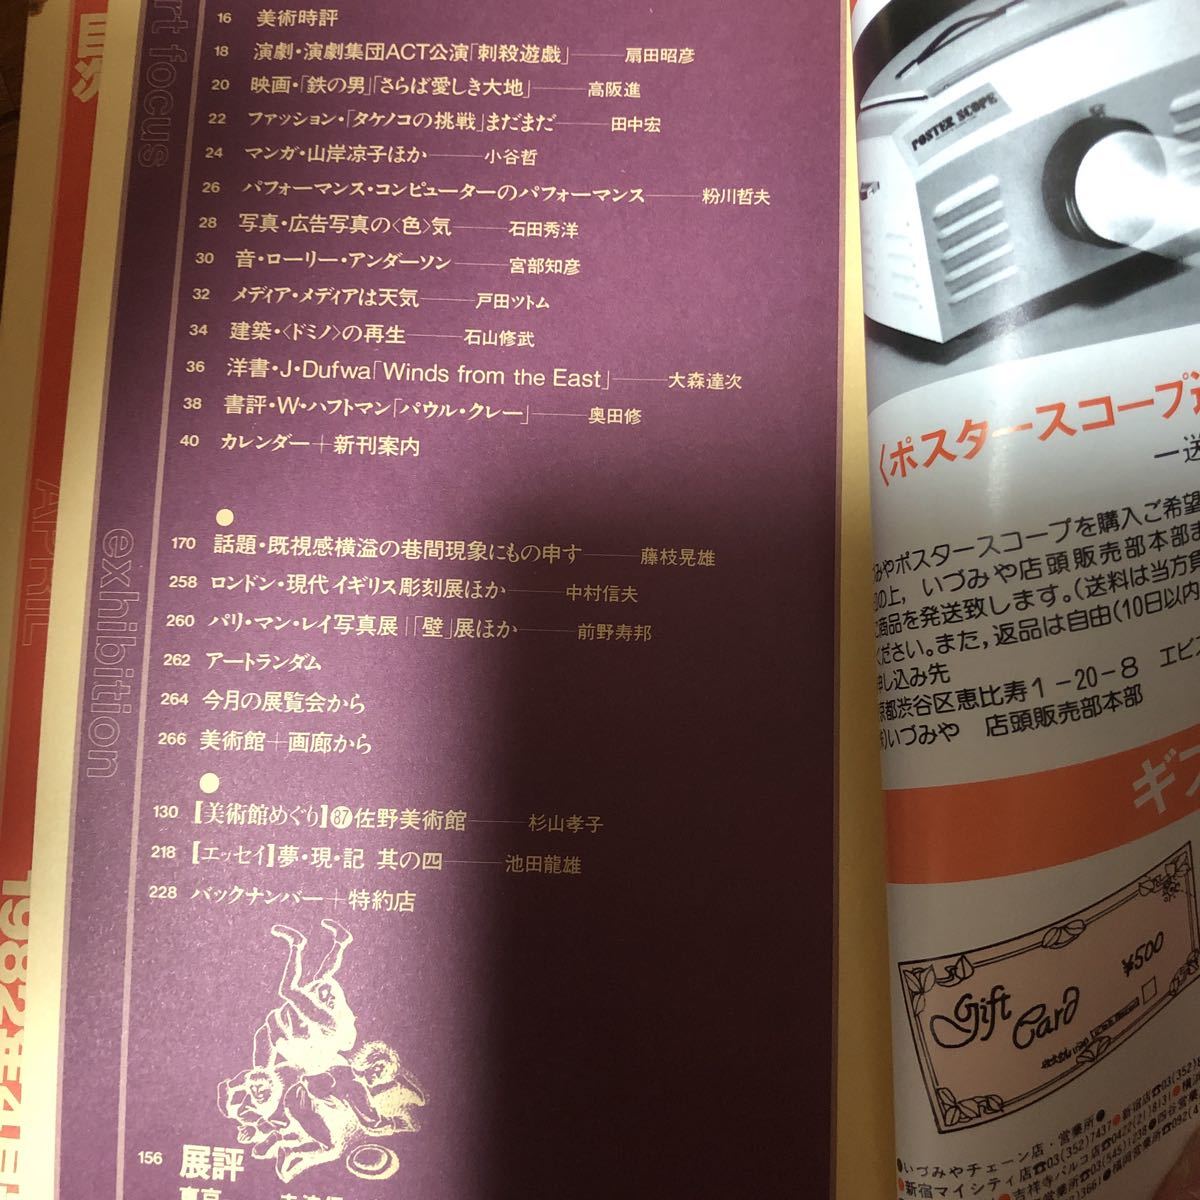 art focus
16 美術時評
18 演劇・演劇集団ACT公演「刺殺遊戯」——扇田昭彦
20 映画・「鉄の男」「さらば愛しき大地」——高阪進
22 ファッション・「タケノコの挑戦」まだまだ——田中宏
24 マンガ・山岸凉子ほか——小谷哲
26 パフォーマンス・コンピューターのパフォーマンス——粉川哲夫
28 写真・広告写真の〈色〉気——石田秀洋
30 音・ローリー・アンダーソン——宮部知彦
32 メディア・メディアは天気——戸田ツトム
34 建築・〈ドミノ〉の再生——石山修武
36 洋書・J・Dufwa「Winds from the East」——大森達次
38 書評・W・ハフトマン「パウル・クレー」——奥田修
40 カレンダー＋新刊案内
exhibition
170 話題・既視感横溢の巷間現象にもの申す——藤枝晃雄
258 ロンドン・現代イギリス彫刻展ほか——中村信夫
260 パリ・マン・レイ写真展｜「壁」展ほか——前野寿邦
262 アートランダム
264 今月の展覧会から
266 美術館＋画廊から
130 【美術館めぐり】87佐野美術館——杉山孝子
218 【エッセイ】夢・現・記 其の四——池田龍雄
228 バックナンバー＋特約店
156 展評
APRIL
POSTER SCOPE
〈ポスタースコープ
一送
みやポスタースコープを購入ご希望
の上，いづみや店頭販売部本部
商品を発送致します。(送料は当方負
ください。また，返品は自由(10日以内
申し込み先
京都渋谷区恵比寿1-20-8 エビス
いづみや 店頭販売部本部
ギフ
¥500
Gift Card
●いづみやチェーン店・営業所●
●新宿マイシティ店☎03(352)7437●新宿店☎03(352)